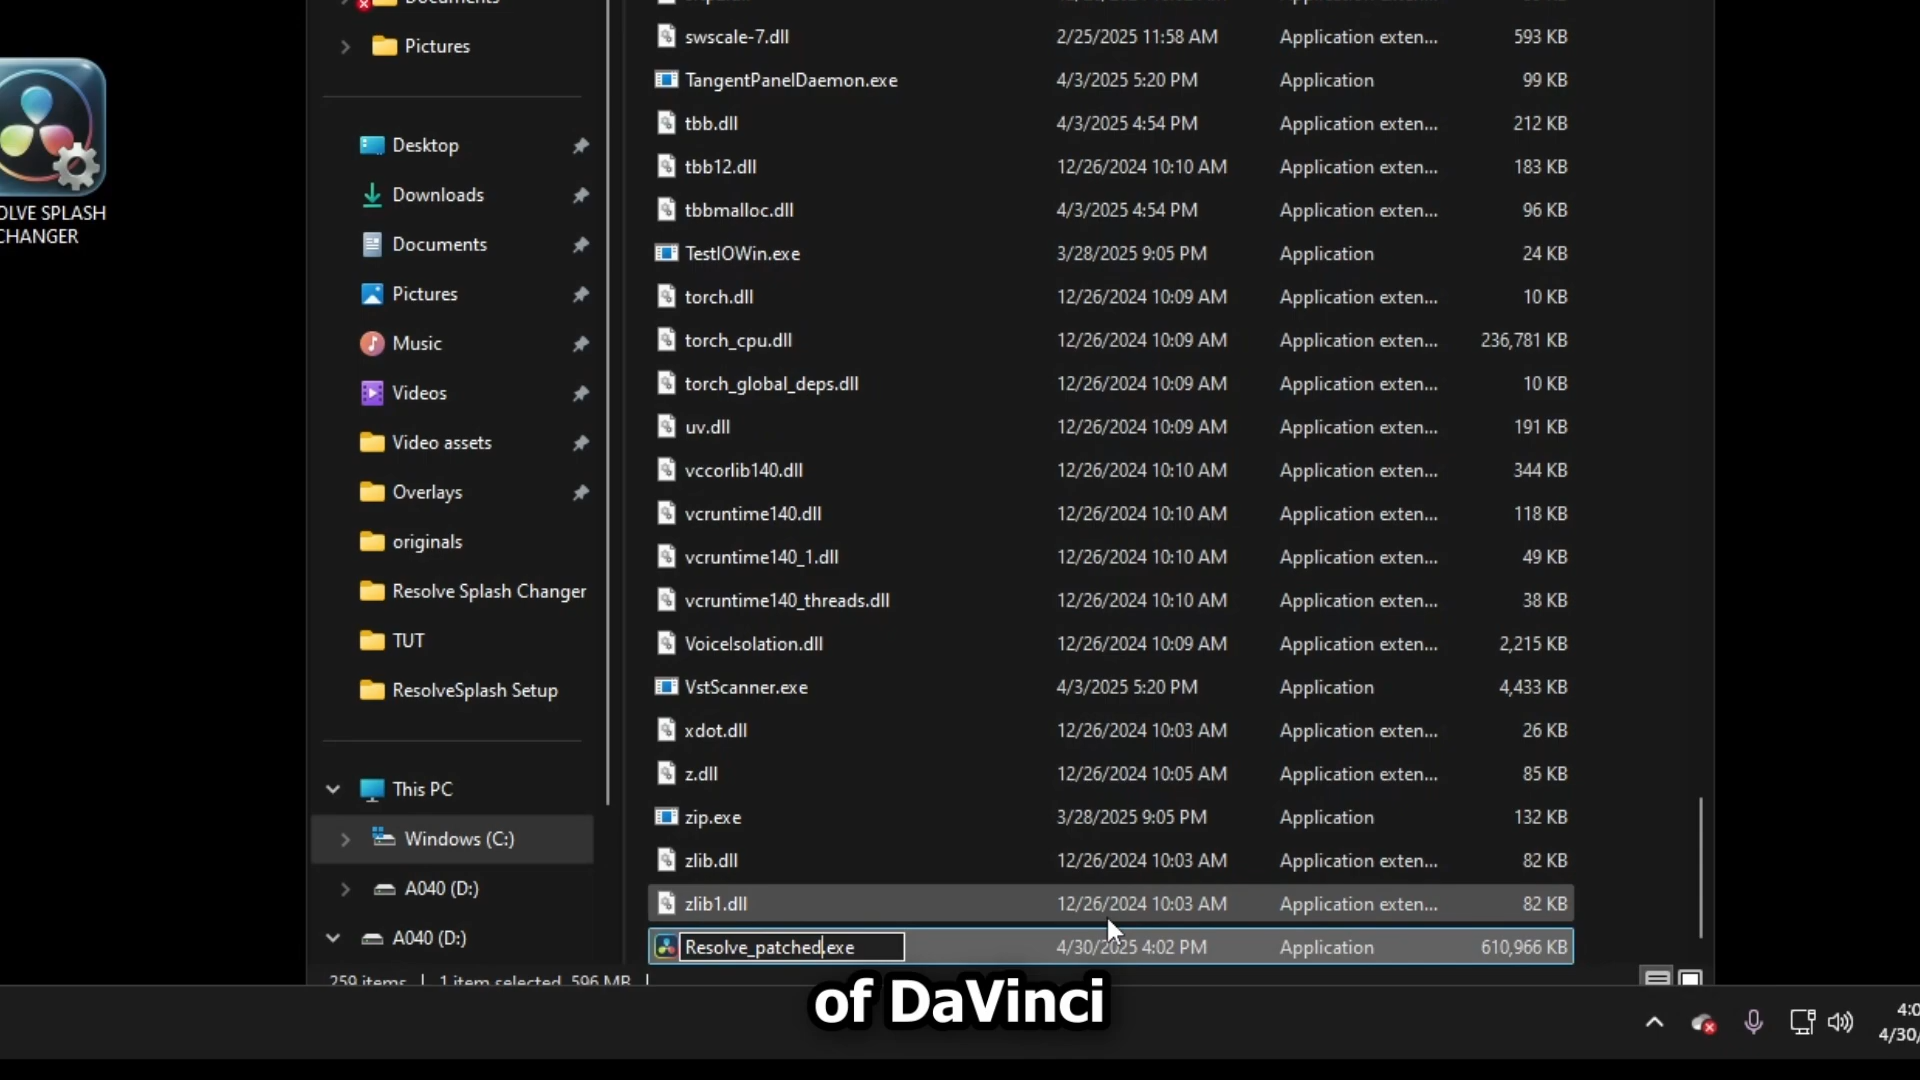 Documents
Pictures
OLVE SPLASH
CHANGER
Desktop
Downloads
Documents
Pictures
Music
Videos
Video assets
Overlays
originals
Resolve Splash Changer
TUT
ResolveSplash Setup
This PC
Windows (C:)
A040 (D:)
A040 (D:)
swscale-7.dll 2/25/2025 11:58 AM Application exten... 593 KB
TangentPanelDaemon.exe 4/3/2025 5:20 PM Application 99 KB
tbb.dll 4/3/2025 4:54 PM Application exten... 212 KB
tbb12.dll 12/26/2024 10:10 AM Application exten... 183 KB
tbbmalloc.dll 4/3/2025 4:54 PM Application exten... 96 KB
TestIOWin.exe 3/28/2025 9:05 PM Application 24 KB
torch.dll 12/26/2024 10:09 AM Application exten... 10 KB
torch_cpu.dll 12/26/2024 10:09 AM Application exten... 236,781 KB
torch_global_deps.dll 12/26/2024 10:09 AM Application exten... 10 KB
uv.dll 12/26/2024 10:09 AM Application exten... 191 KB
vccorlib140.dll 12/26/2024 10:10 AM Application exten... 344 KB
vcruntime140.dll 12/26/2024 10:10 AM Application exten... 118 KB
vcruntime140_1.dll 12/26/2024 10:10 AM Application exten... 49 KB
vcruntime140_threads.dll 12/26/2024 10:10 AM Application exten... 38 KB
VoiceIsolation.dll 12/26/2024 10:09 AM Application exten... 2,215 KB
VstScanner.exe 4/3/2025 5:20 PM Application 4,433 KB
xdot.dll 12/26/2024 10:03 AM Application exten... 26 KB
z.dll 12/26/2024 10:05 AM Application exten... 85 KB
zip.exe 3/28/2025 9:05 PM Application 132 KB
zlib.dll 12/26/2024 10:03 AM Application exten... 82 KB
zlib1.dll 12/26/2024 10:03 AM Application exten... 82 KB
Resolve_patched.exe 4/30/2025 4:02 PM Application 610,966 KB
259 items 1 item selected 596 MB
of DaVinci
4:0
4/30/